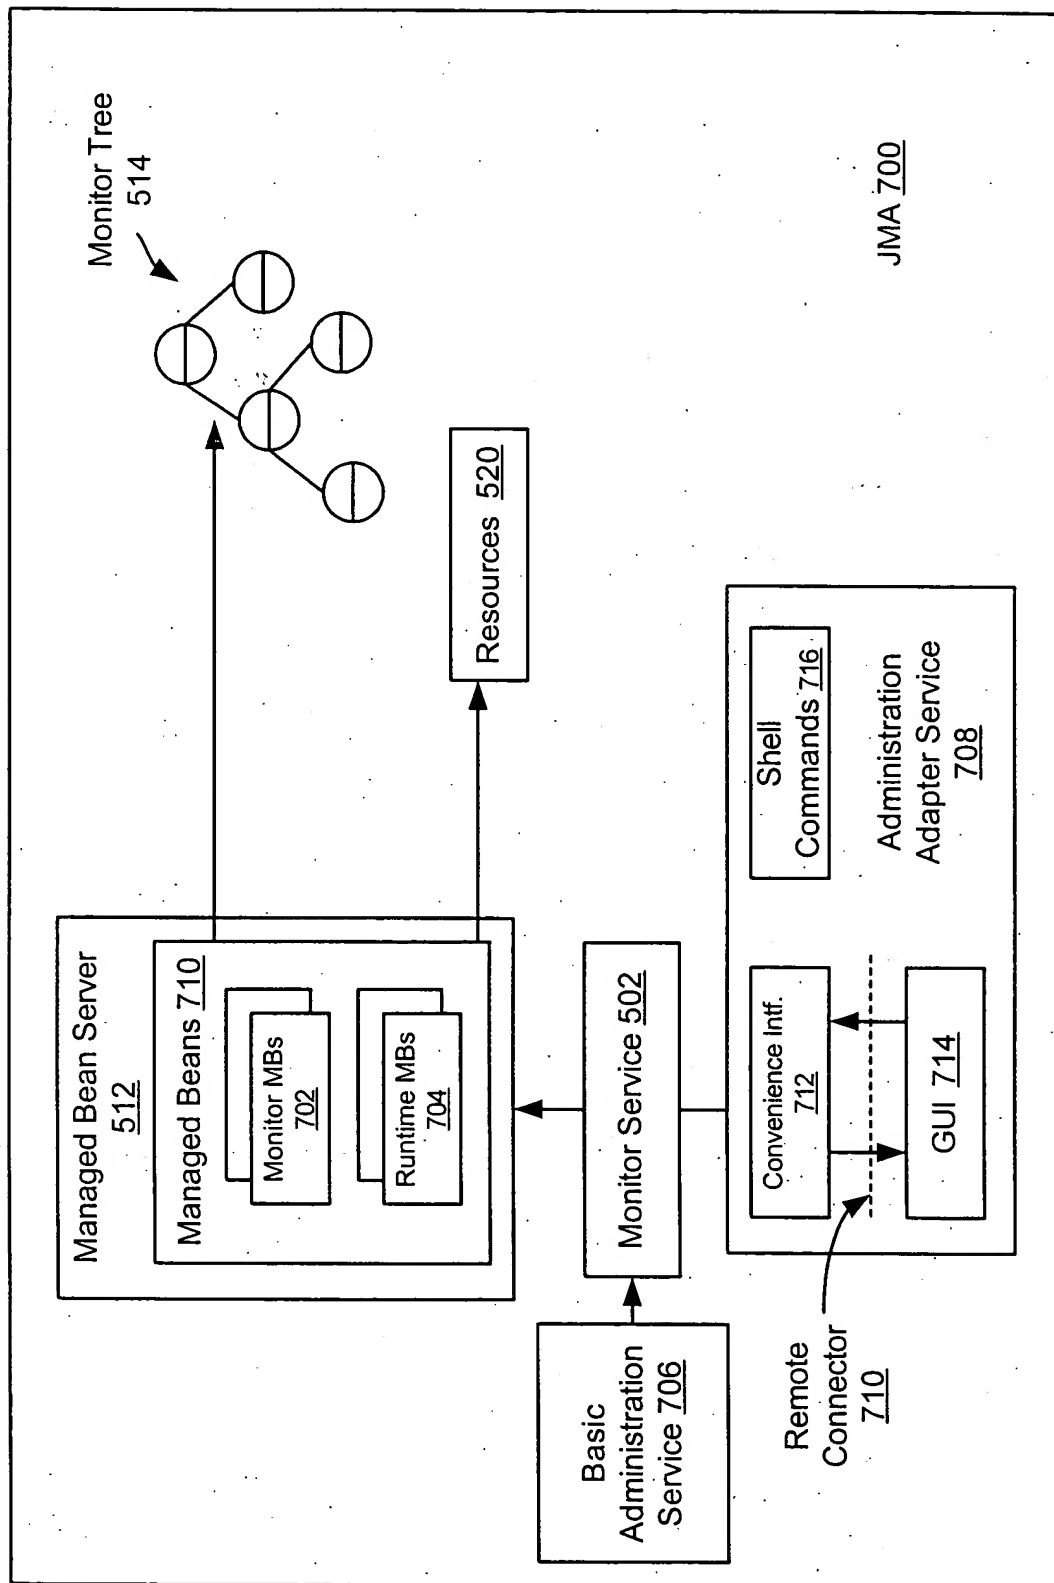 Managed Bean Server
512
Managed Beans 710
Monitor MBs
702
Runtime MBs
704
Monitor Tree
514
Resources 520
Basic
Administration
Service 706
Monitor Service 502
Remote
Connector
710
Convenience Intf.
712
GUI 714
Shell
Commands 716
Administration
Adapter Service
708
JMA 700